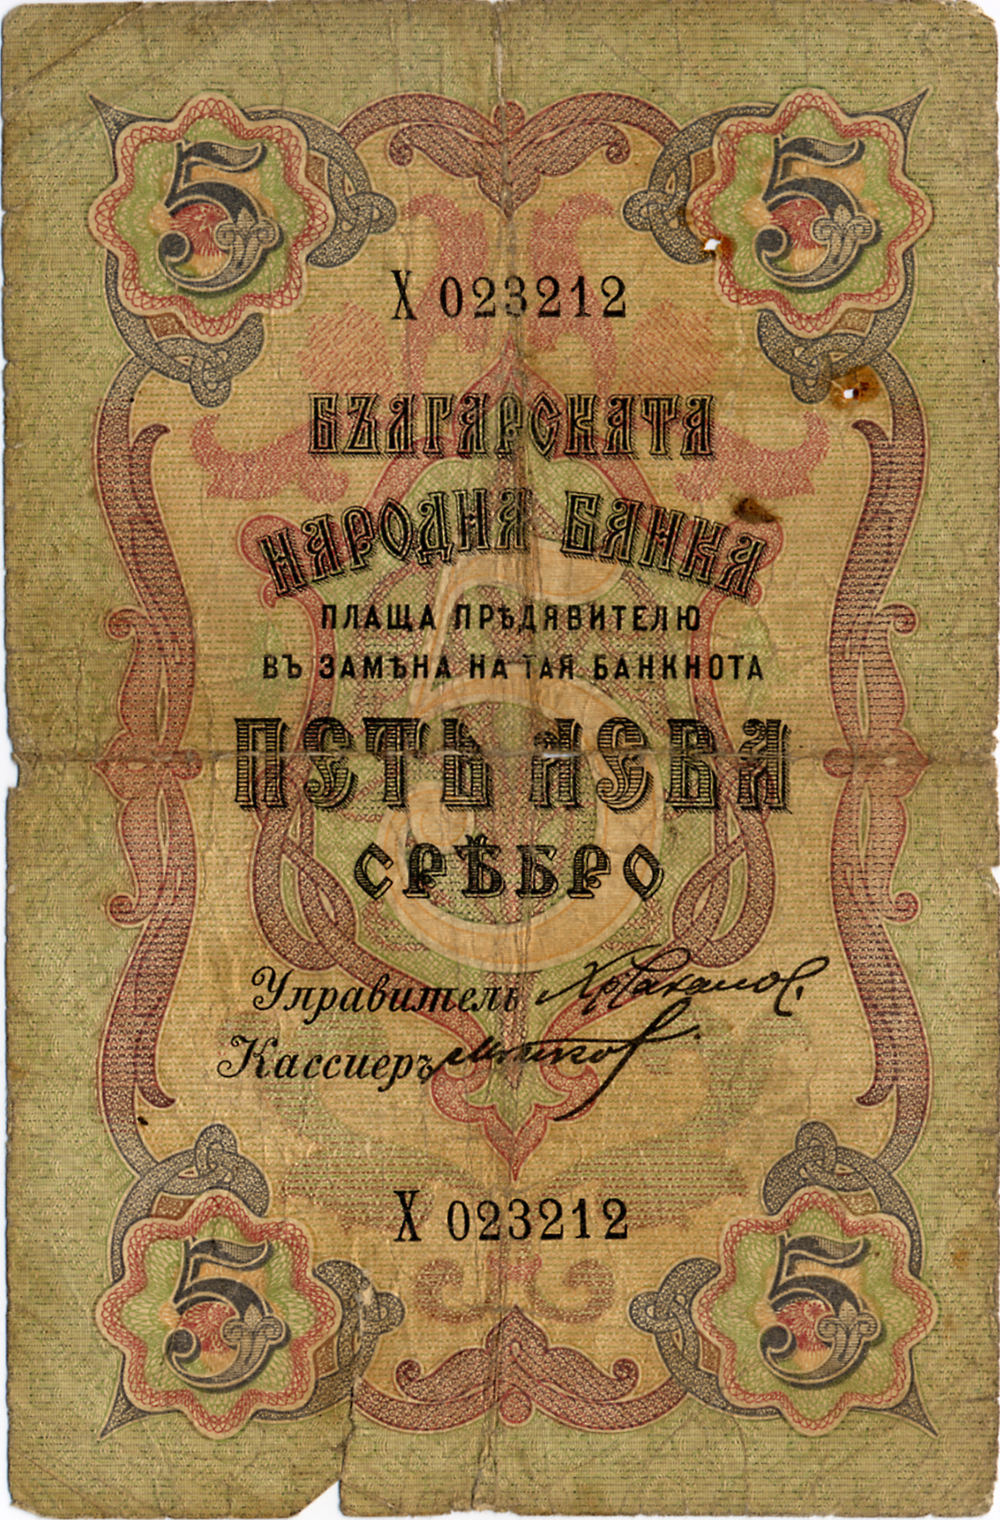 5 5
Х 023212
БЪЛГАРСКАТА
НАРОДНА БАНКА
ПЛАЩА ПРѢДЯВИТЕЛЮ
ВЪ ЗАМѢНА НА ТАЯ БАНКНОТА
ПЕТЬ ЛЕВА
СРѢБРО
5
Управитель
Кассиеръ
Х 023212
5 5